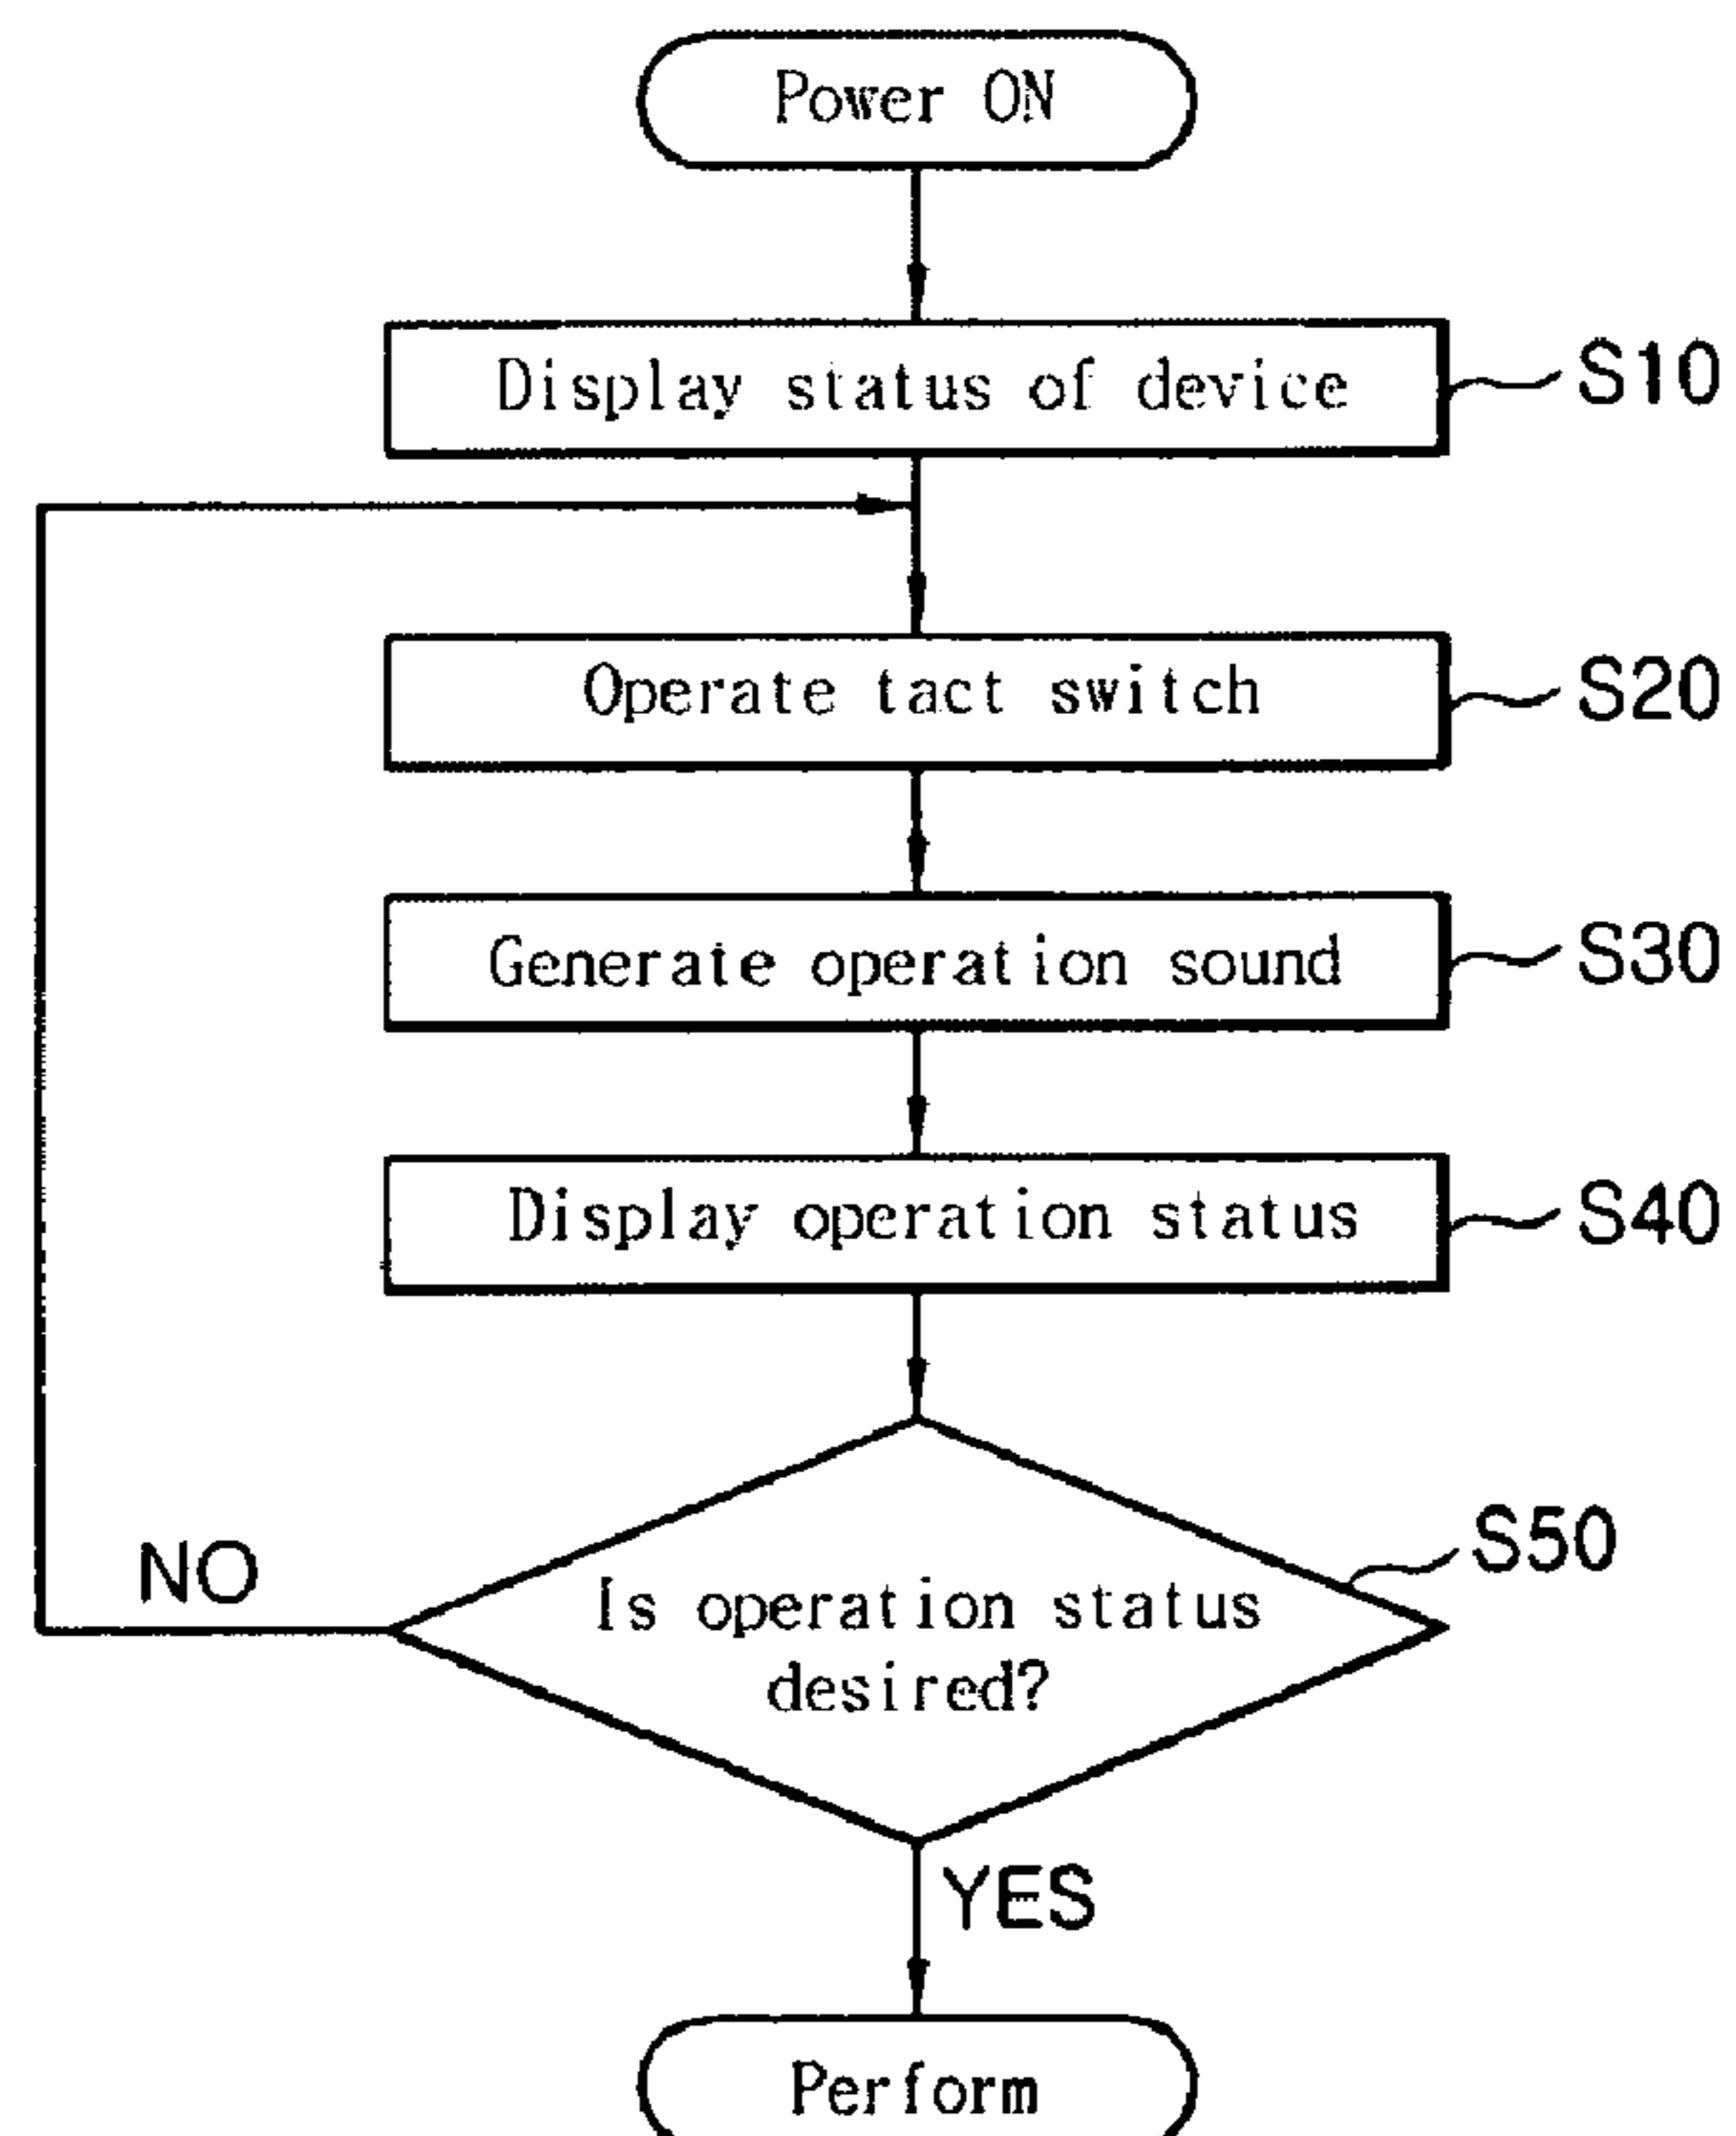 Power ON
Display status of device
S10
Operate tact switch
S20
Generate operation sound
S30
Display operation status
S40
S50
Is operation status
desired?
NO
YES
Perform